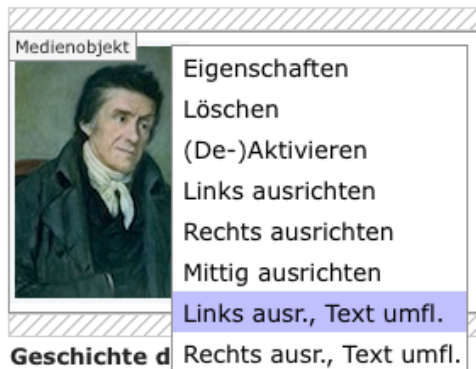 Medienobjekt
Eigenschaften
Löschen
(De-)Aktivieren
Links ausrichten
Rechts ausrichten
Mittig ausrichten
Links ausr., Text umfl.
Rechts ausr., Text umfl.
Geschichte d